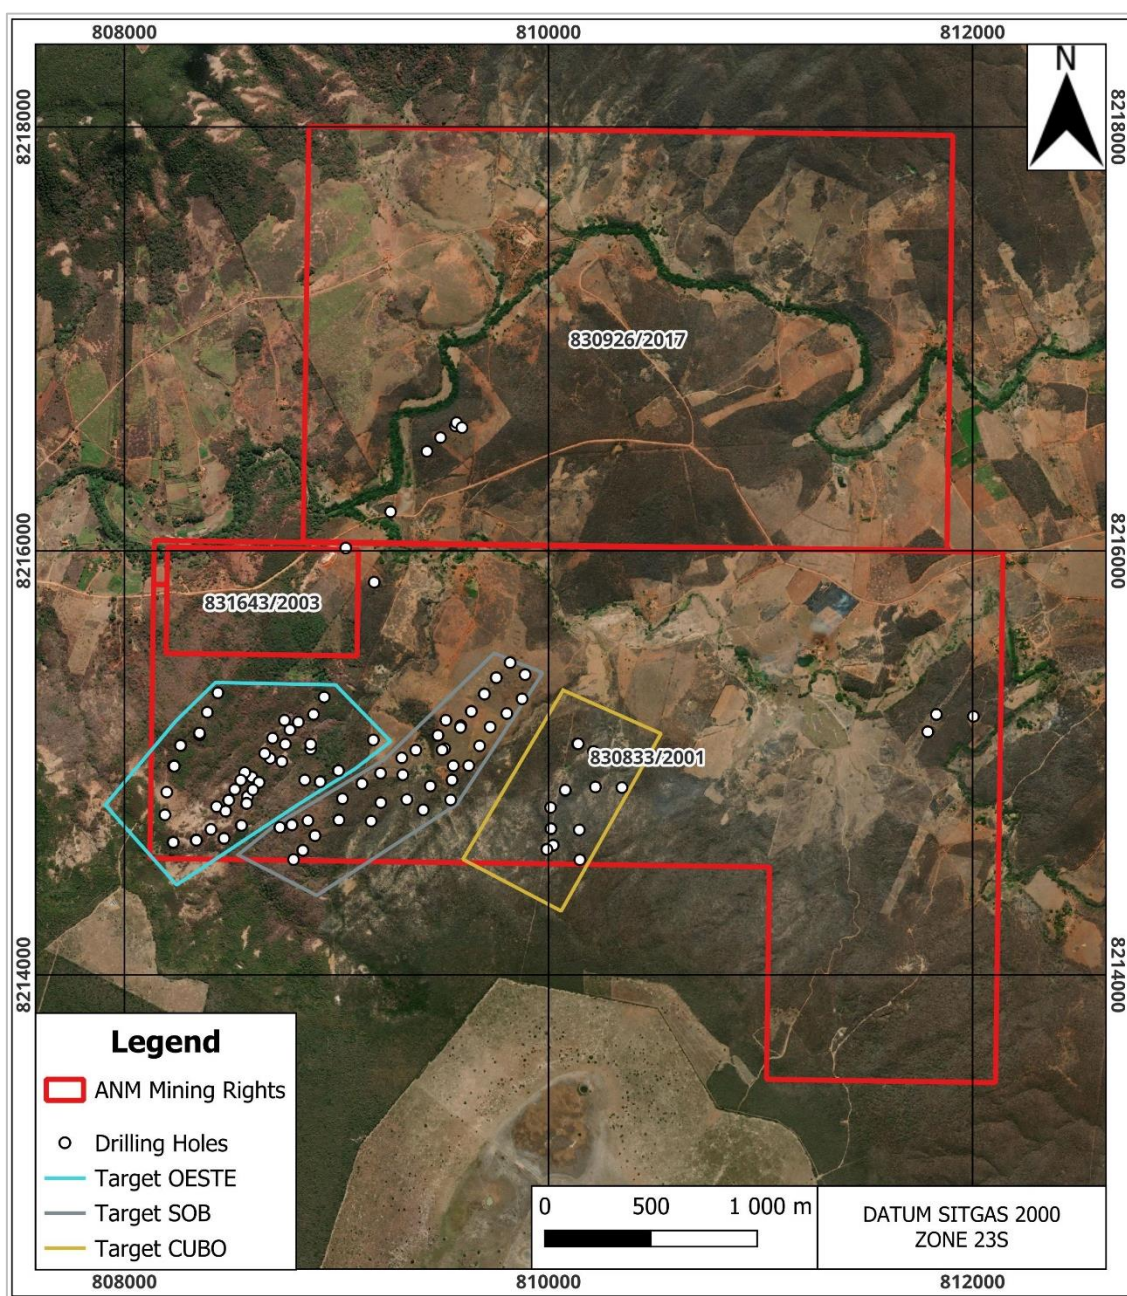 808000
810000
812000
N
8218000
8218000
830926/2017
8216000
8216000
831643/2003
830833/2001
8214000
8214000
Legend
ANM Mining Rights
Drilling Holes
Target OESTE
Target SOB
Target CUBO
0 500 1 000 m
DATUM SITGAS 2000
ZONE 23S
808000
810000
812000